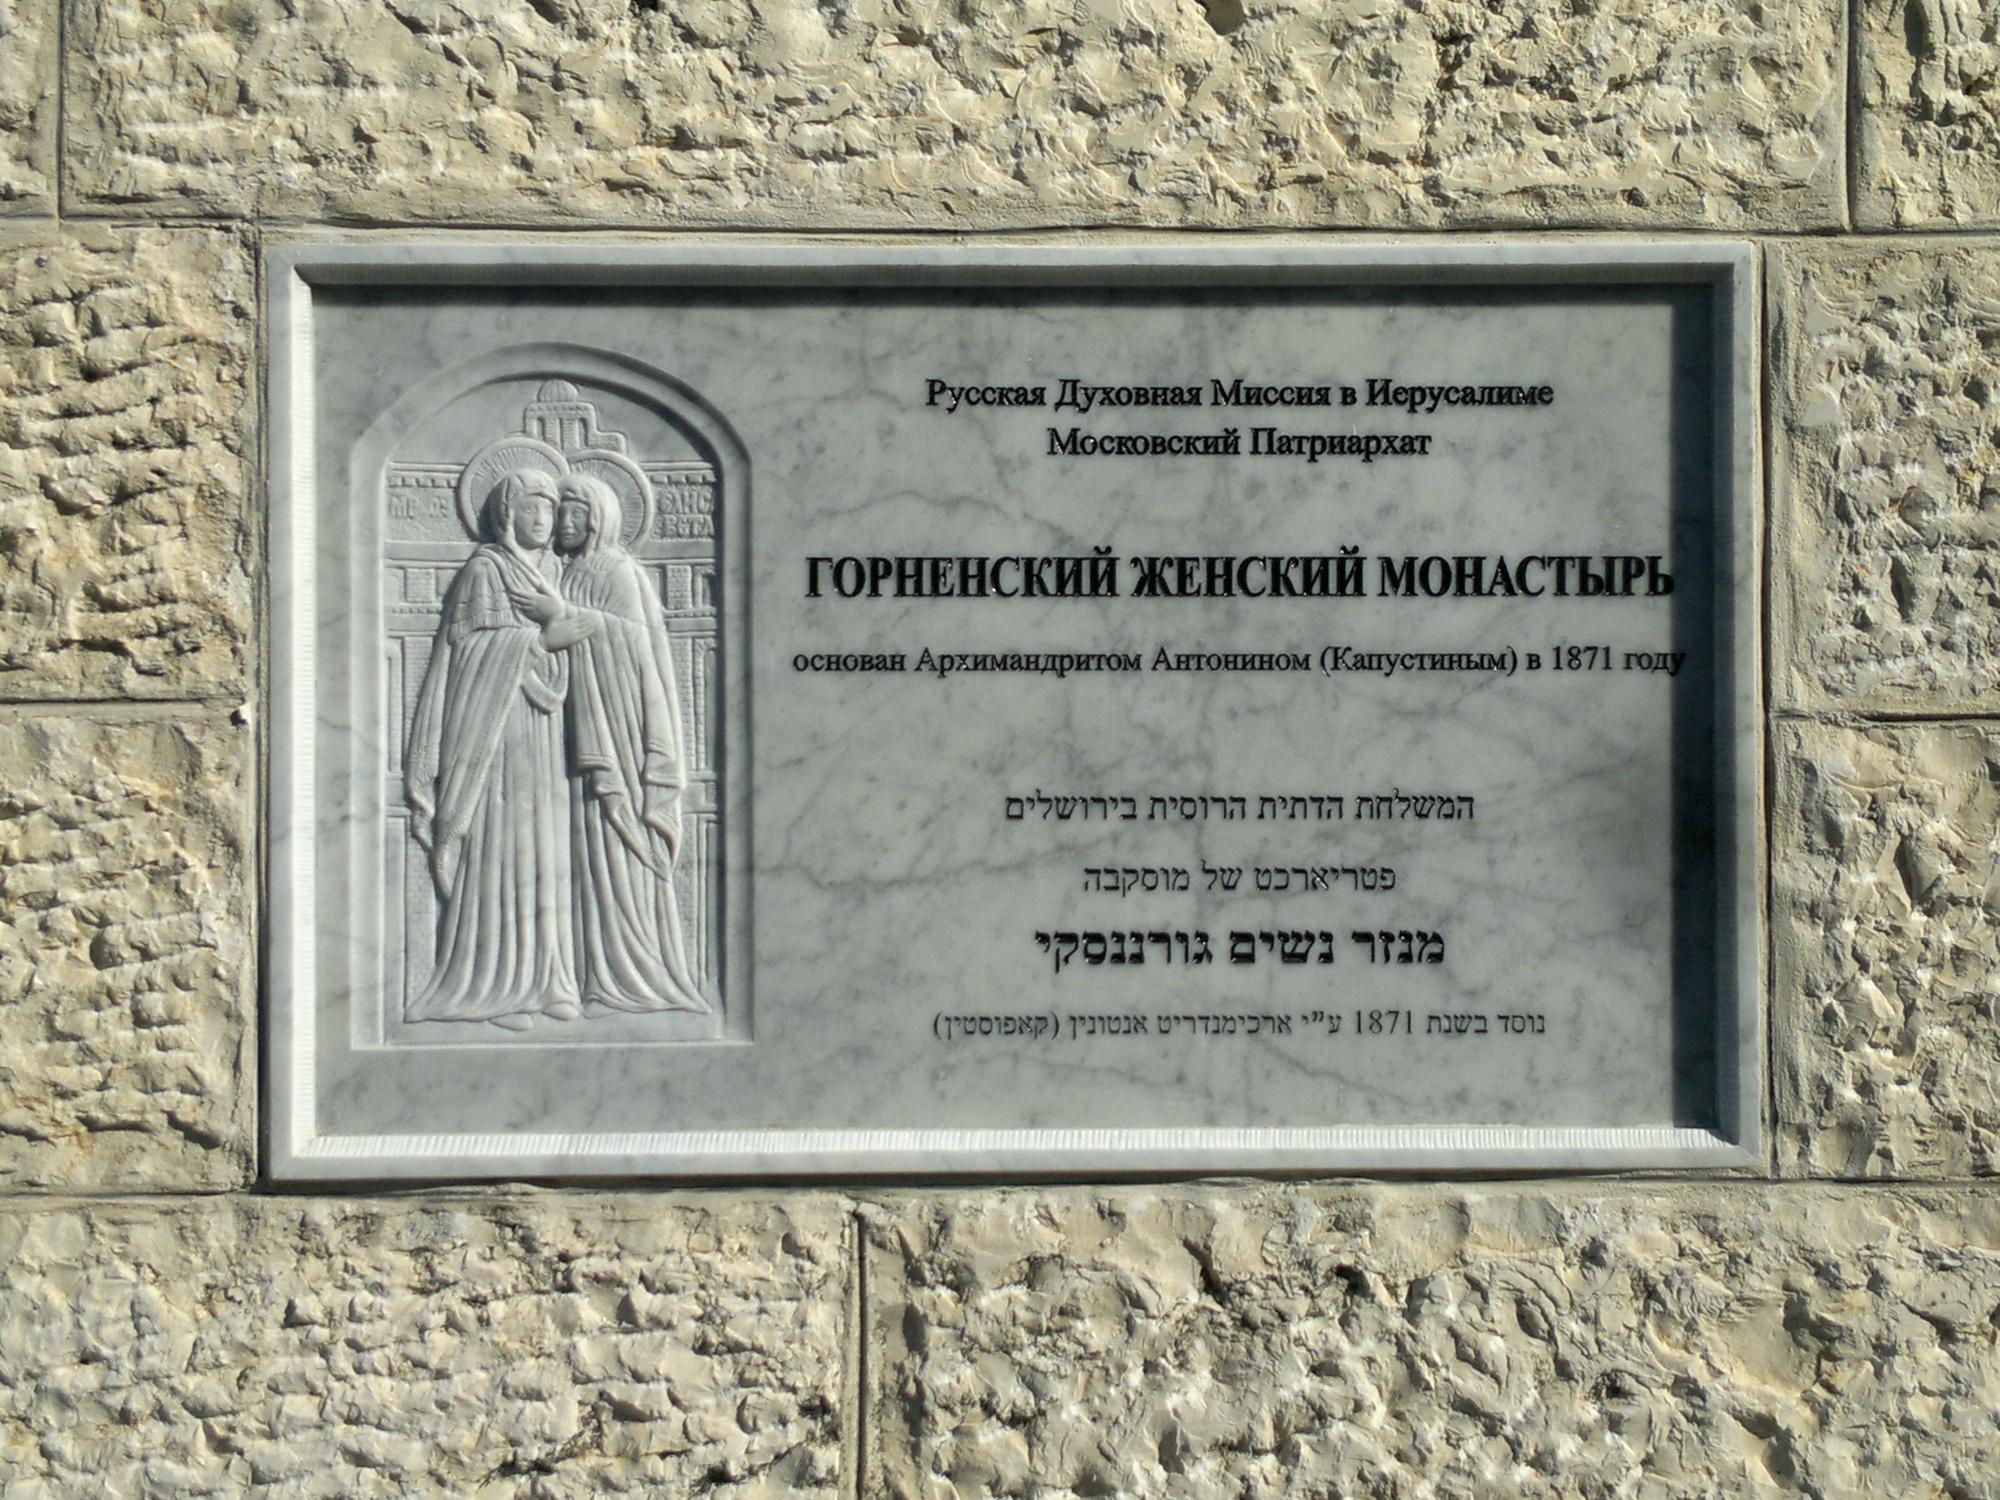 Русская Духовная Миссия в Иерусалиме
Московский Патриархат
ГОРНЕНСКИЙ ЖЕНСКИЙ МОНАСТЫРЬ
основан Архимандритом Антонином (Капустиным) в 1871 году
המשלחת הדתית הרוסית בירושלים
פטריארכט של מוסקבה
מנזר נשים גורננסקי
נוסד בשנת 1871 ע"י ארכימנדריט אנטונין (קאפוסטין)